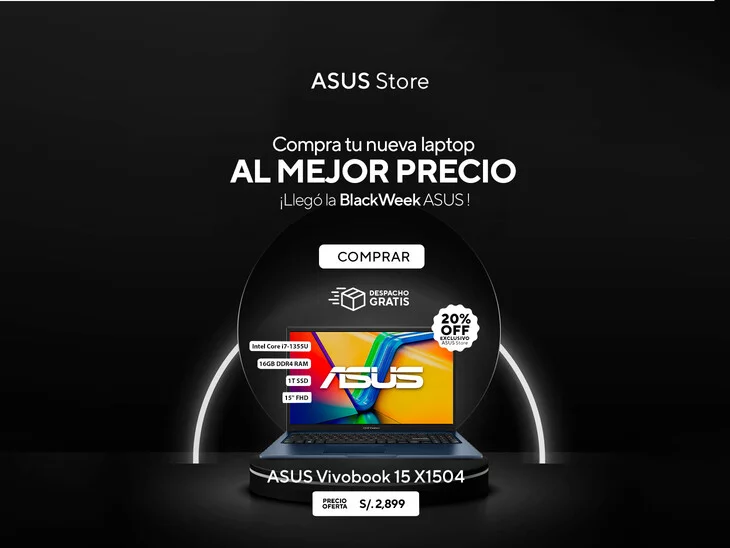 ASUS Store
Compra tu nueva laptop
AL MEJOR PRECIO
¡Llegó la BlackWeek ASUS !
COMPRAR
DESPACHO
GRATIS
20%
OFF
EXCLUSIVO
ASUS Store
Intel Core i7-1355U
16GB DDR4 RAM
1T SSD
15" FHD
ASUS
ASUS Vivobook 15 X1504
PRECIO
OFERTA
S/. 2,899